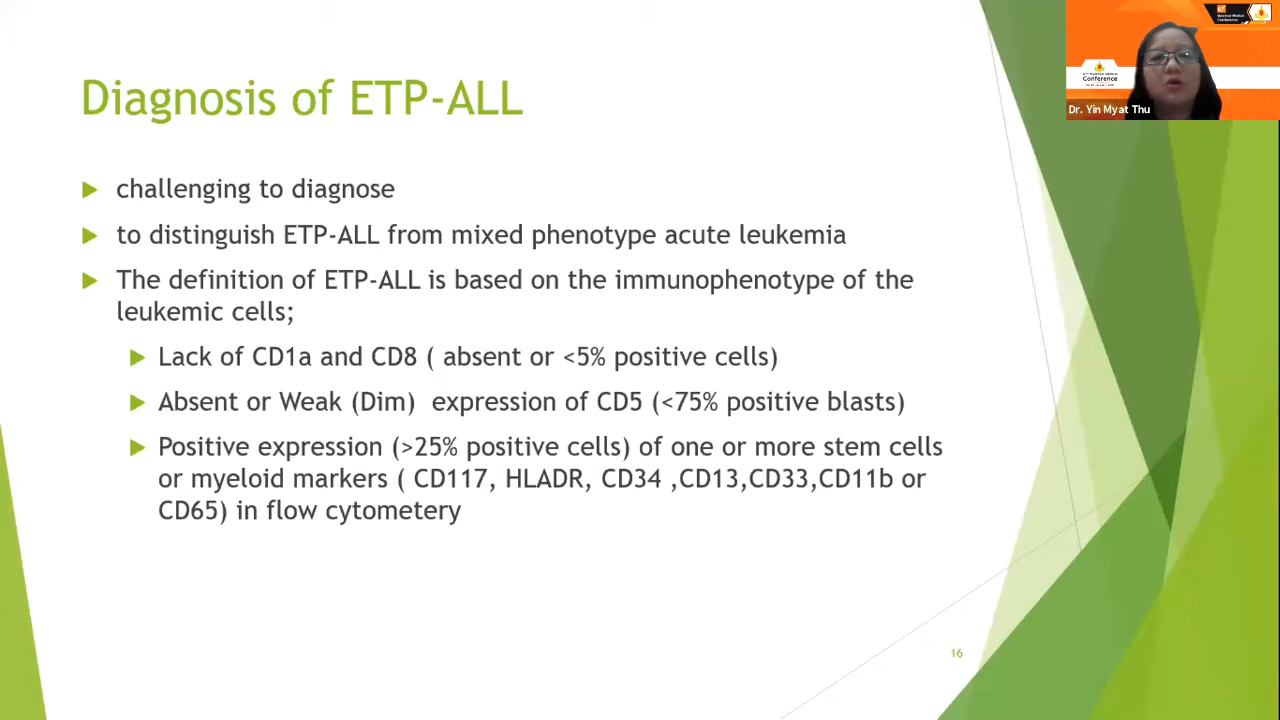 Diagnosis of ETP-ALL
challenging to diagnose
to distinguish ETP-ALL from mixed phenotype acute leukemia
The definition of ETP-ALL is based on the immunophenotype of the
leukemic cells;
Lack of CD1a and CD8 ( absent or <5% positive cells)
Absent or Weak (Dim) expression of CD5 (<75% positive blasts)
Positive expression (>25% positive cells) of one or more stem cells
or myeloid markers ( CD117, HLADR, CD34 ,CD13,CD33,CD11b or
CD65) in flow cytometery
16
Myanmar Medical
Conference
Conference
Dr. Yin Myat Thu